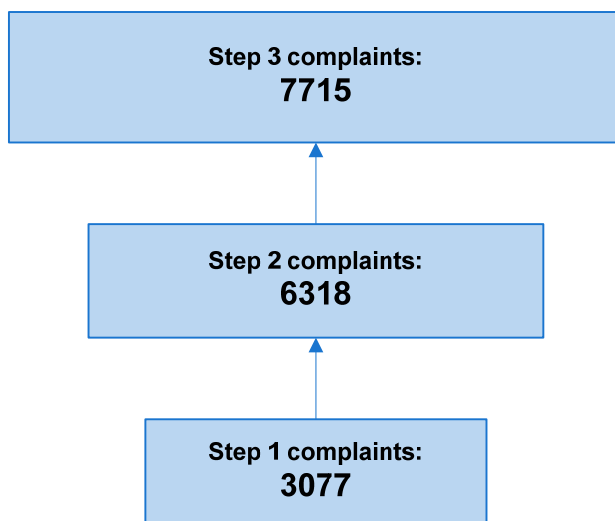 Step 3 complaints:
7715
Step 2 complaints:
6318
Step 1 complaints:
3077